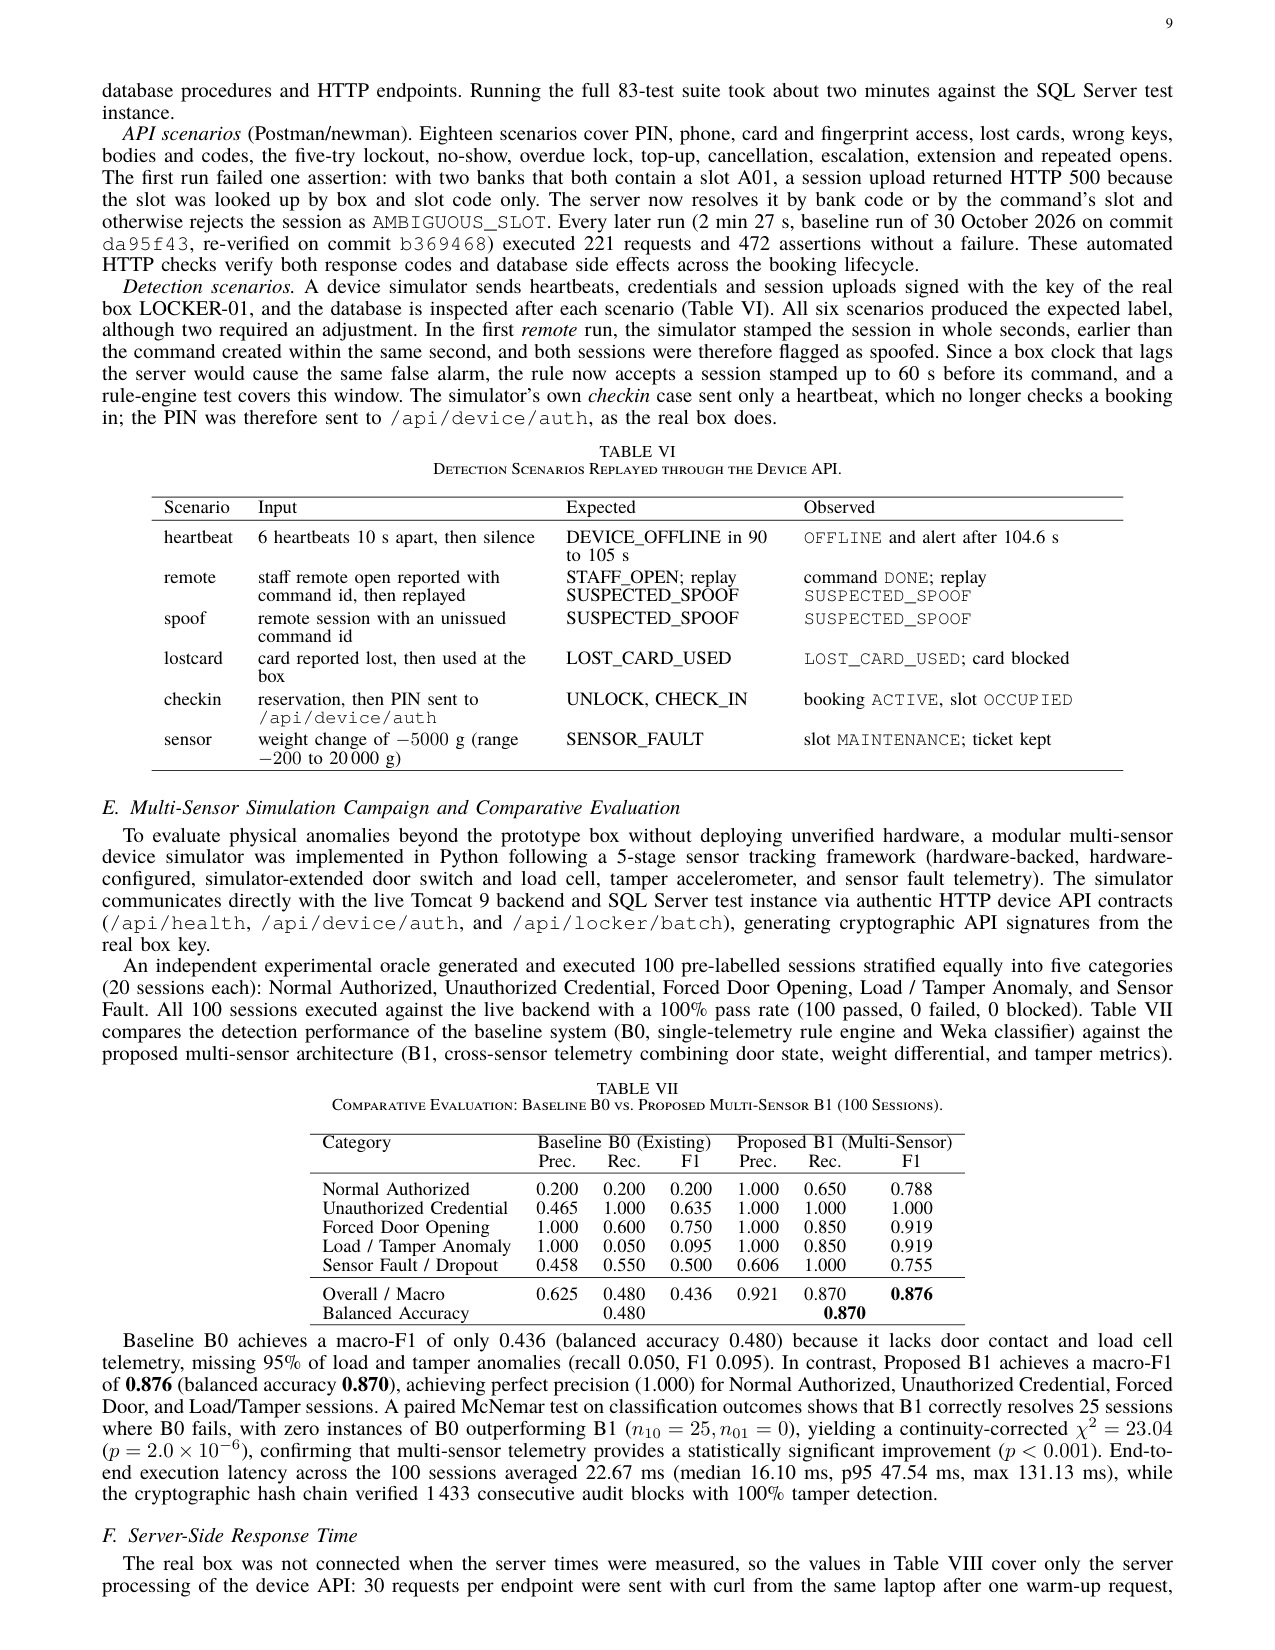 9
database procedures and HTTP endpoints. Running the full 83-test suite took about two minutes against the SQL Server test
instance.
API scenarios (Postman/newman). Eighteen scenarios cover PIN, phone, card and fingerprint access, lost cards, wrong keys,
bodies and codes, the five-try lockout, no-show, overdue lock, top-up, cancellation, escalation, extension and repeated opens.
The first run failed one assertion: with two banks that both contain a slot A01, a session upload returned HTTP 500 because
the slot was looked up by box and slot code only. The server now resolves it by bank code or by the command's slot and
otherwise rejects the session as AMBIGUOUS_SLOT. Every later run (2 min 27 s, baseline run of 30 October 2026 on commit
da95f43, re-verified on commit b369468) executed 221 requests and 472 assertions without a failure. These automated
HTTP checks verify both response codes and database side effects across the booking lifecycle.
Detection scenarios. A device simulator sends heartbeats, credentials and session uploads signed with the key of the real
box LOCKER-01, and the database is inspected after each scenario (Table VI). All six scenarios produced the expected label,
although two required an adjustment. In the first remote run, the simulator stamped the session in whole seconds, earlier than
the command created within the same second, and both sessions were therefore flagged as spoofed. Since a box clock that lags
the server would cause the same false alarm, the rule now accepts a session stamped up to 60 s before its command, and a
rule-engine test covers this window. The simulator's own checkin case sent only a heartbeat, which no longer checks a booking
in; the PIN was therefore sent to /api/device/auth, as the real box does.
TABLE VI
DETECTION SCENARIOS REPLAYED THROUGH THE DEVICE API.
Scenario Input Expected Observed
heartbeat 6 heartbeats 10 s apart, then silence DEVICE_OFFLINE in 90 OFFLINE and alert after 104.6 s
to 105 s
remote staff remote open reported with STAFF_OPEN; replay command DONE; replay
command id, then replayed SUSPECTED_SPOOF SUSPECTED_SPOOF
spoof remote session with an unissued SUSPECTED_SPOOF SUSPECTED_SPOOF
command id
lostcard card reported lost, then used at the LOST_CARD_USED LOST_CARD_USED; card blocked
box
checkin reservation, then PIN sent to UNLOCK, CHECK_IN booking ACTIVE, slot OCCUPIED
/api/device/auth
sensor weight change of −5000 g (range SENSOR_FAULT slot MAINTENANCE; ticket kept
−200 to 20 000 g)
E. Multi-Sensor Simulation Campaign and Comparative Evaluation
To evaluate physical anomalies beyond the prototype box without deploying unverified hardware, a modular multi-sensor
device simulator was implemented in Python following a 5-stage sensor tracking framework (hardware-backed, hardware-
configured, simulator-extended door switch and load cell, tamper accelerometer, and sensor fault telemetry). The simulator
communicates directly with the live Tomcat 9 backend and SQL Server test instance via authentic HTTP device API contracts
(/api/health, /api/device/auth, and /api/locker/batch), generating cryptographic API signatures from the
real box key.
An independent experimental oracle generated and executed 100 pre-labelled sessions stratified equally into five categories
(20 sessions each): Normal Authorized, Unauthorized Credential, Forced Door Opening, Load / Tamper Anomaly, and Sensor
Fault. All 100 sessions executed against the live backend with a 100% pass rate (100 passed, 0 failed, 0 blocked). Table VII
compares the detection performance of the baseline system (B0, single-telemetry rule engine and Weka classifier) against the
proposed multi-sensor architecture (B1, cross-sensor telemetry combining door state, weight differential, and tamper metrics).
TABLE VII
COMPARATIVE EVALUATION: BASELINE B0 VS. PROPOSED MULTI-SENSOR B1 (100 SESSIONS).
Category Baseline B0 (Existing) Proposed B1 (Multi-Sensor)
Prec. Rec. F1 Prec. Rec. F1
Normal Authorized 0.200 0.200 0.200 1.000 0.650 0.788
Unauthorized Credential 0.465 1.000 0.635 1.000 1.000 1.000
Forced Door Opening 1.000 0.600 0.750 1.000 0.850 0.919
Load / Tamper Anomaly 1.000 0.050 0.095 1.000 0.850 0.919
Sensor Fault / Dropout 0.458 0.550 0.500 0.606 1.000 0.755
Overall / Macro 0.625 0.480 0.436 0.921 0.870 0.876
Balanced Accuracy 0.480 0.870
Baseline B0 achieves a macro-F1 of only 0.436 (balanced accuracy 0.480) because it lacks door contact and load cell
telemetry, missing 95% of load and tamper anomalies (recall 0.050, F1 0.095). In contrast, Proposed B1 achieves a macro-F1
of 0.876 (balanced accuracy 0.870), achieving perfect precision (1.000) for Normal Authorized, Unauthorized Credential, Forced
Door, and Load/Tamper sessions. A paired McNemar test on classification outcomes shows that B1 correctly resolves 25 sessions
where B0 fails, with zero instances of B0 outperforming B1 (n10 = 25, n01 = 0), yielding a continuity-corrected χ² = 23.04
(p = 2.0 × 10⁻⁶), confirming that multi-sensor telemetry provides a statistically significant improvement (p < 0.001). End-to-
end execution latency across the 100 sessions averaged 22.67 ms (median 16.10 ms, p95 47.54 ms, max 131.13 ms), while
the cryptographic hash chain verified 1 433 consecutive audit blocks with 100% tamper detection.
F. Server-Side Response Time
The real box was not connected when the server times were measured, so the values in Table VIII cover only the server
processing of the device API: 30 requests per endpoint were sent with curl from the same laptop after one warm-up request,